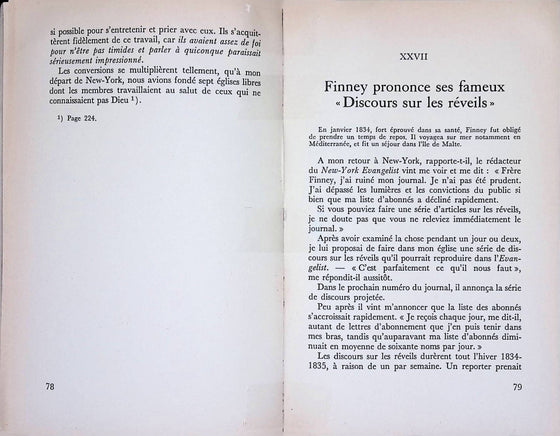 si possible pour s'entretenir et prier avec eux. Ils s'acquit-
tèrent fidèlement de ce travail, car ils avaient assez de foi
pour n'être pas timides et parler à quiconque paraissait
sérieusement impressionné.
Les conversions se multiplièrent tellement, qu'à mon
départ de New-York, nous avions fondé sept églises libres
dont les membres travaillaient au salut de ceux qui ne
connaissaient pas Dieu ¹).
¹) Page 224.
78
XXVII
Finney prononce ses fameux
« Discours sur les réveils »
En janvier 1834, fort éprouvé dans sa santé, Finney fut obligé
de prendre un temps de repos. Il voyagea sur mer notamment en
Méditerranée, et fit un séjour dans l'île de Malte.
A mon retour à New-York, rapporte-t-il, le rédacteur
du New-York Evangelist vint me voir et me dit : « Frère
Finney, j'ai ruiné mon journal. Je n'ai pas été prudent.
J'ai dépassé les lumières et les convictions du public si
bien que ma liste d'abonnés a décliné rapidement.
Si vous pouviez faire une série d'articles sur les réveils,
je ne doute pas que vous ne releviez immédiatement le
journal. »
Après avoir examiné la chose pendant un jour ou deux,
je lui proposai de faire dans mon église une série de dis-
cours sur les réveils qu'il pourrait reproduire dans l'Evan-
gelist. — « C'est parfaitement ce qu'il nous faut »,
me répondit-il aussitôt.
Dans le prochain numéro du journal, il annonça la série
de discours projetée.
Peu après il vint m'annoncer que la liste des abonnés
s'accroissait rapidement. « Je reçois chaque jour, me dit-il,
autant de lettres d'abonnement que j'en puis tenir dans
mes bras, tandis qu'auparavant ma liste d'abonnés dimi-
nuait en moyenne de soixante noms par jour. »
Les discours sur les réveils durèrent tout l'hiver 1834-
1835, à raison de un par semaine. Un reporter prenait
79